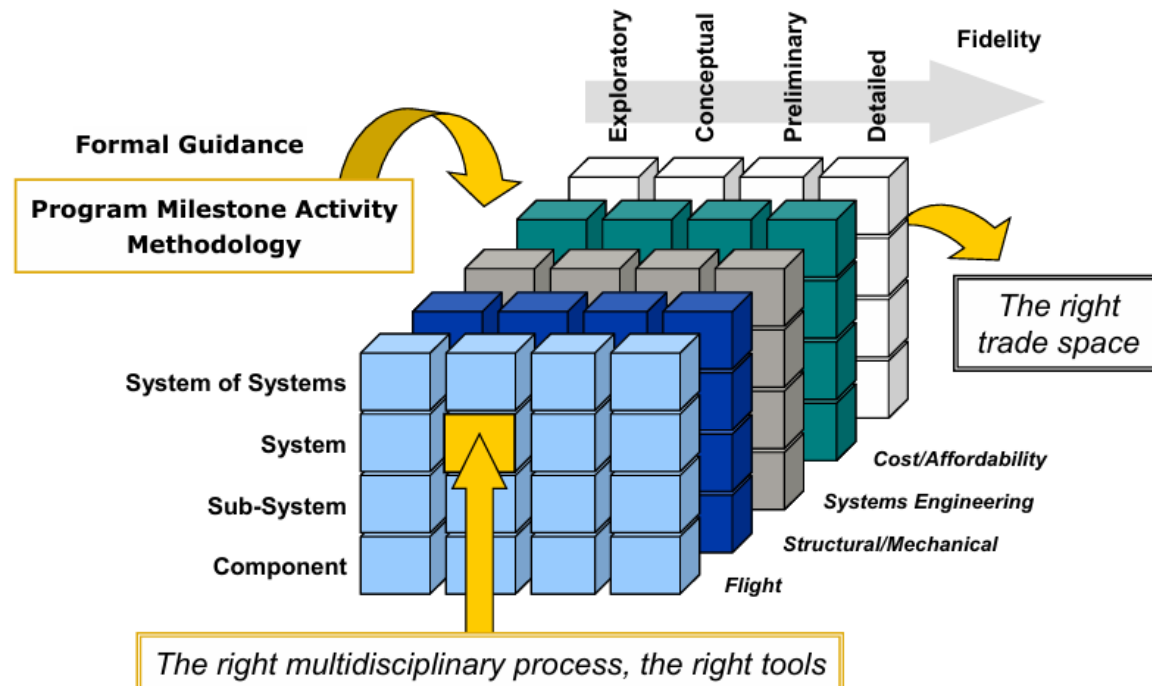 Exploratory
Conceptual
Preliminary
Detailed
Fidelity
Formal Guidance
Program Milestone Activity
Methodology
The right
trade space
System of Systems
System
Sub-System
Component
Cost/Affordability
Systems Engineering
Structural/Mechanical
Flight
The right multidisciplinary process, the right tools